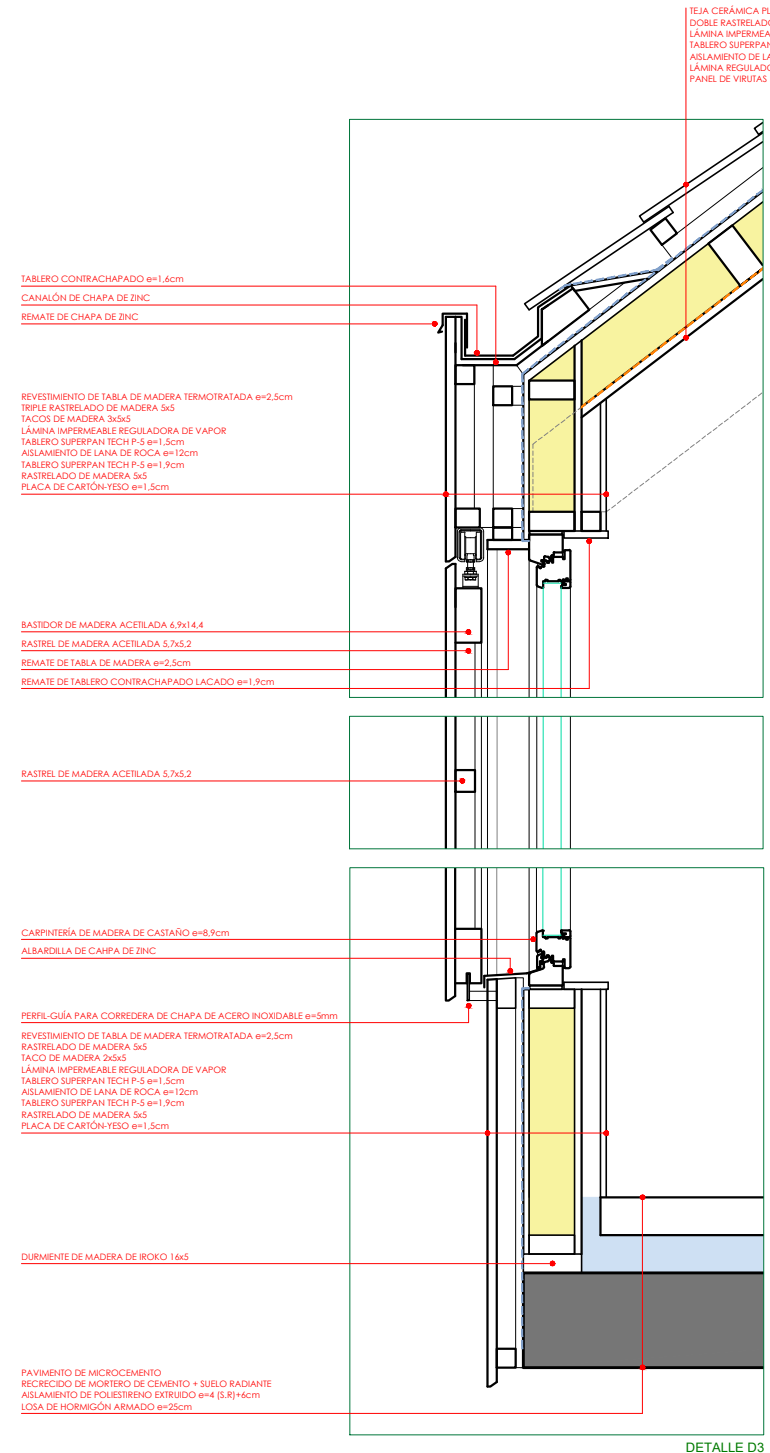 TEJA CERÁMICA
DOBLE RASTRELADO
LÁMINA
TABLERO SUPERPAN
AISLAMIENTO DE
LÁMINA
PANEL DE VIRUTAS
TABLERO CONTRACHAPADO e=1,6cm
CANALÓN DE CHAPA DE ZINC
REMATE DE CHAPA DE ZINC
REVESTIMIENTO DE TABLA DE MADERA TERMOTRATADA e=2,5cm
TRIPLE RASTRELADO DE MADERA 5x5
TACOS DE MADERA 3x5x5
LÁMINA IMPERMEABLE REGULADORA DE VAPOR
TABLERO SUPERPAN TECH P-5 e=1,5cm
AISLAMIENTO DE LANA DE ROCA e=12cm
TABLERO SUPERPAN TECH P-5 e=1,9cm
RASTRELADO DE MADERA 5x5
PLACA DE CARTÓN-YESO e=1,5cm
BASTIDOR DE MADERA ACETILADA 6,9x14,4
RASTREL DE MADERA ACETILADA 5,7x5,2
REMATE DE TABLA DE MADERA e=2,5cm
REMATE DE TABLERO CONTRACHAPADO LACADO e=1,9cm
RASTREL DE MADERA ACETILADA 5,7x5,2
CARPINTERÍA DE MADERA DE CASTAÑO e=8,9cm
ALBARDILLA DE CAHPA DE ZINC
PERFIL-GUÍA PARA CORREDERA DE CHAPA DE ACERO INOXIDABLE e=5mm
REVESTIMIENTO DE TABLA DE MADERA TERMOTRATADA e=2,5cm
RASTRELADO DE MADERA 5x5
TACO DE MADERA 2x5x5
LÁMINA IMPERMEABLE REGULADORA DE VAPOR
TABLERO SUPERPAN TECH P-5 e=1,5cm
AISLAMIENTO DE LANA DE ROCA e=12cm
TABLERO SUPERPAN TECH P-5 e=1,9cm
RASTRELADO DE MADERA 5x5
PLACA DE CARTÓN-YESO e=1,5cm
DURMIENTE DE MADERA DE IROKO 16x5
PAVIMENTO DE MICROCEMENTO
RECRECIDO DE MORTERO DE CEMENTO + SUELO RADIANTE
AISLAMIENTO DE POLIESTIRENO EXTRUIDO e=4 (S.R)+6cm
LOSA DE HORMIGÓN ARMADO e=25cm
DETALLE D3